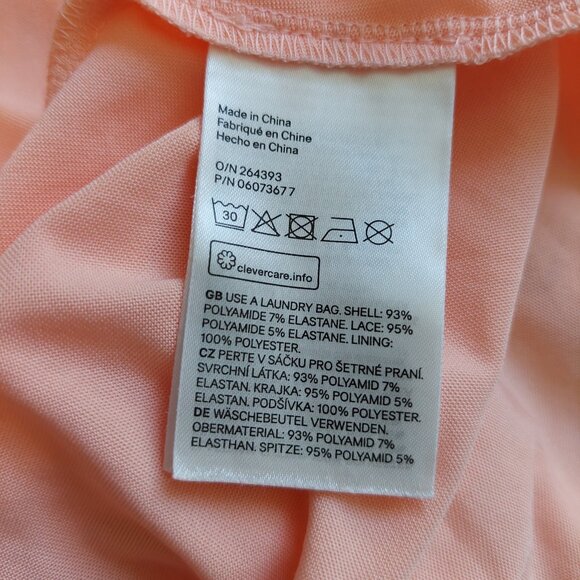 Made in China
Fabriqué en Chine
Hecho en China
O/N 264393
P/N 06073677
30
clevercare.info
GB USE A LAUNDRY BAG. SHELL: 93%
POLYAMIDE 7% ELASTANE. LACE: 95%
POLYAMIDE 5% ELASTANE. LINING:
100% POLYESTER.
CZ PERTE V SÁČKU PRO ŠETRNÉ PRANÍ.
SVRCHNÍ LÁTKA: 93% POLYAMID 7%
ELASTAN. KRAJKA: 95% POLYAMID 5%
ELASTAN. PODŠÍVKA: 100% POLYESTER.
DE WÄSCHEBEUTEL VERWENDEN.
OBERMATERIAL: 93% POLYAMID 7%
ELASTHAN. SPITZE: 95% POLYAMID 5%